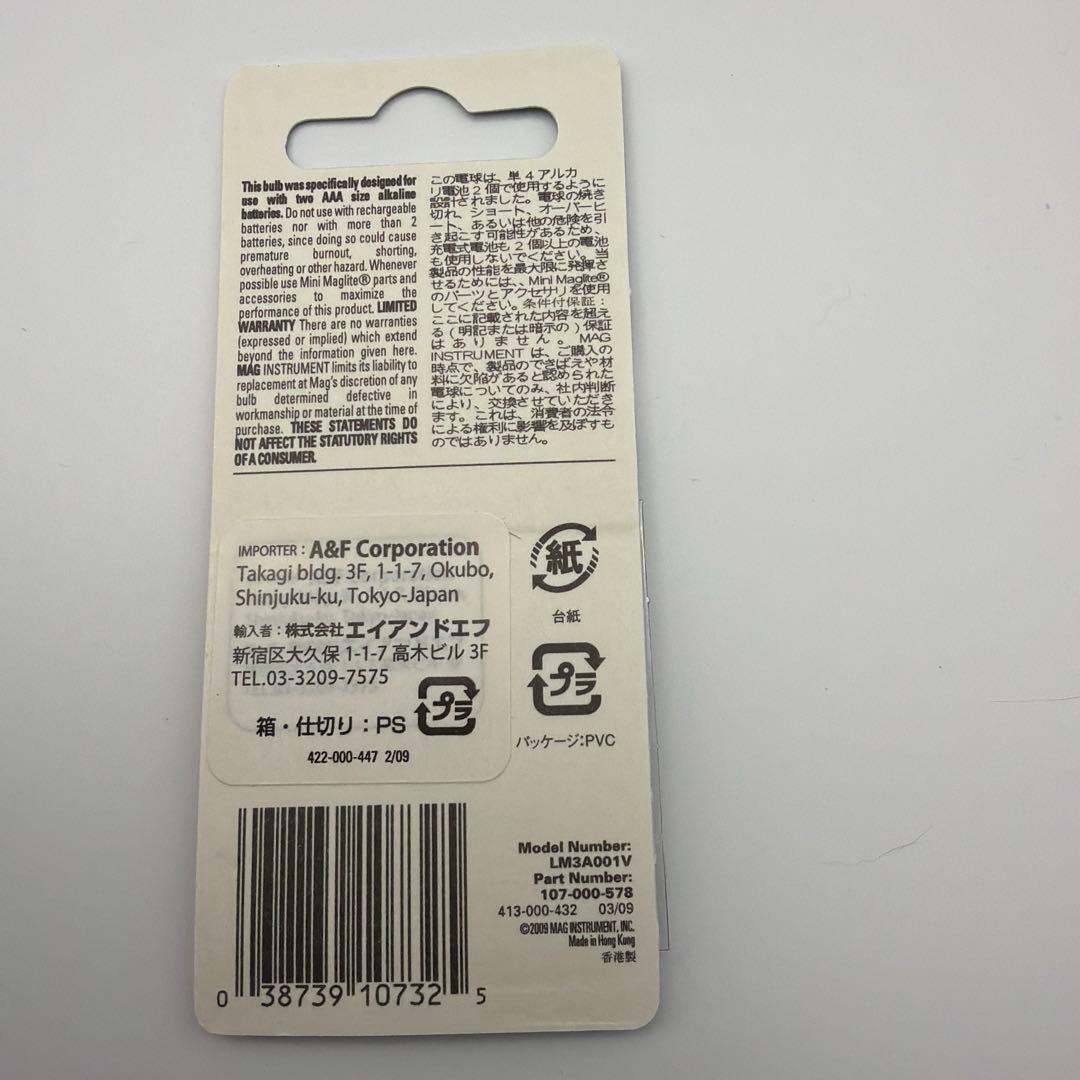 This bulb was specifically designed for
use with two AAA size alkaline
batteries. Do not use with rechargeable
batteries nor with more than 2
batteries, since doing so could cause
premature burnout, shorting,
overheating or other hazard. Whenever
possible use Mini Maglite® parts and
accessories to maximize the
performance of this product. LIMITED
WARRANTY There are no warranties
(expressed or implied) which extend
beyond the information given here.
MAG INSTRUMENT limits its liability to
replacement at Mag's discretion of any
bulb determined defective in
workmanship or material at the time of
purchase. THESE STATEMENTS DO
NOT AFFECT THE STATUTORY RIGHTS
OF A CONSUMER.
この電球は、単4アルカ
リ電池2個で使用するように
設計されました。電球の焼き
切れ、ショート、オーバーヒ
ート、あるいは他の危険を引
き起こす可能性があるため、
充電式電池も2個以上の電池
も使用しないでください。当
製品の性能を最大限に発揮さ
せるためには、Mini Maglite®
のパーツとアクセサリを使用
してください。条件付保証：
ここに記載された内容を超え
る(明記または暗示の)保証
はありません。MAG
INSTRUMENT は、ご購入の
時点で、製品のできばえや材
料に欠陥があると認められた
電球についてのみ、社内判断
により、交換させていただき
ます。これは、消費者の法令
による権利に影響を及ぼすも
のではありません。
IMPORTER : A&F Corporation
Takagi bldg. 3F, 1-1-7, Okubo,
Shinjuku-ku, Tokyo-Japan
輸入者：株式会社エイアンドエフ
新宿区大久保 1-1-7 高木ビル 3F
TEL.03-3209-7575
箱・仕切り：PS プラ
422-000-447 2/09
紙
台紙
プラ
パッケージ:PVC
Model Number:
LM3A001V
Part Number:
107-000-578
413-000-432 03/09
©2009 MAG INSTRUMENT, INC.
Made in Hong Kong
香港製
0 38739 10732 5